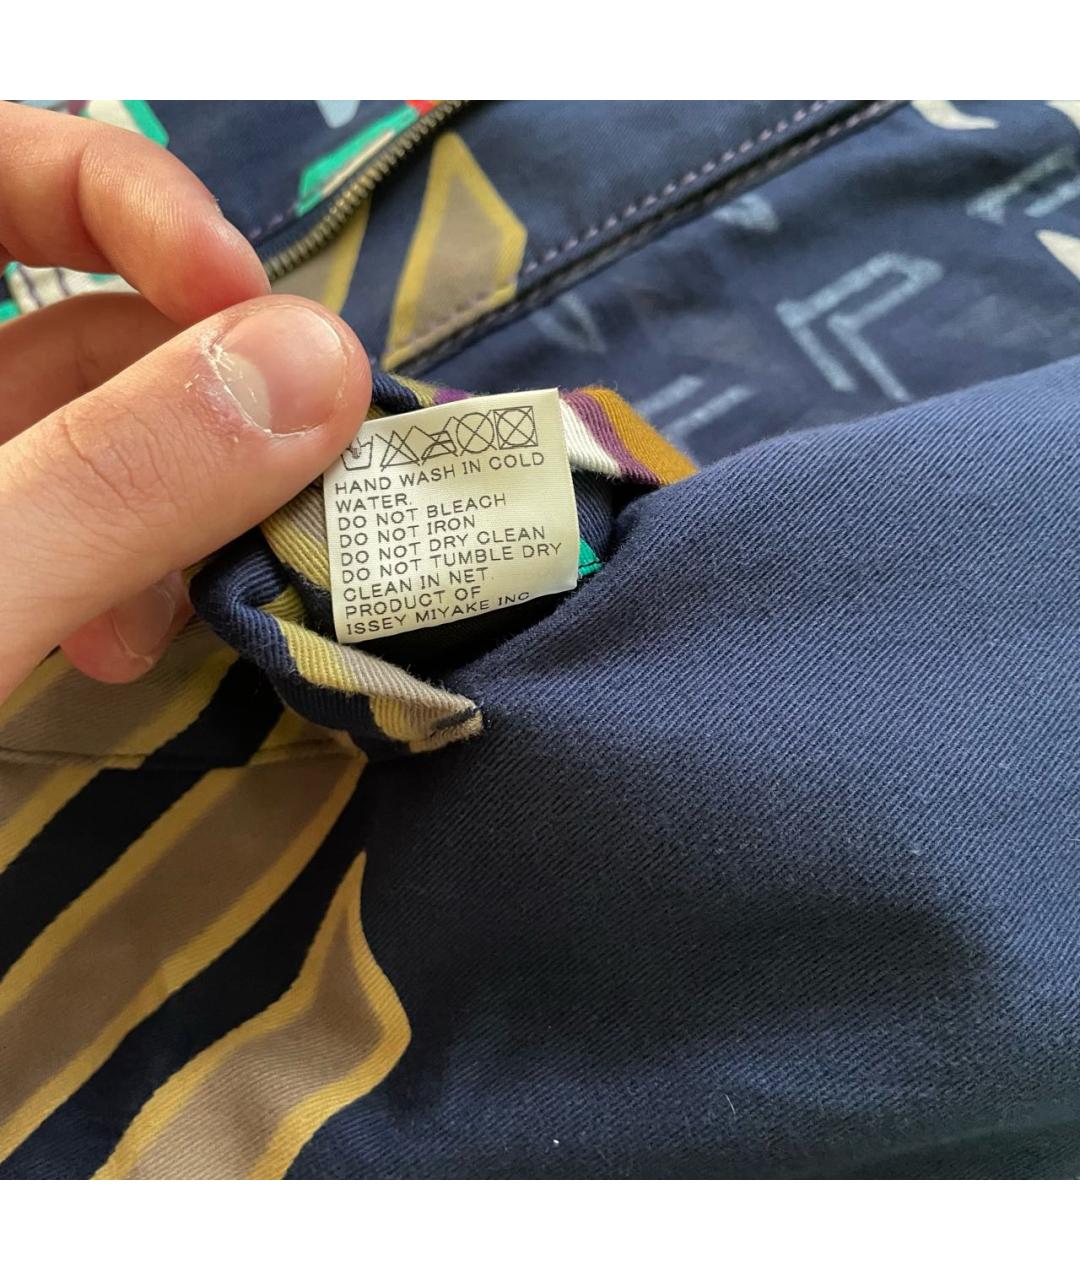 HAND WASH IN COLD
WATER.
DO NOT BLEACH
DO NOT IRON
DO NOT DRY CLEAN
DO NOT TUMBLE DRY
CLEAN IN NET.
PRODUCT OF
ISSEY MIYAKE INC